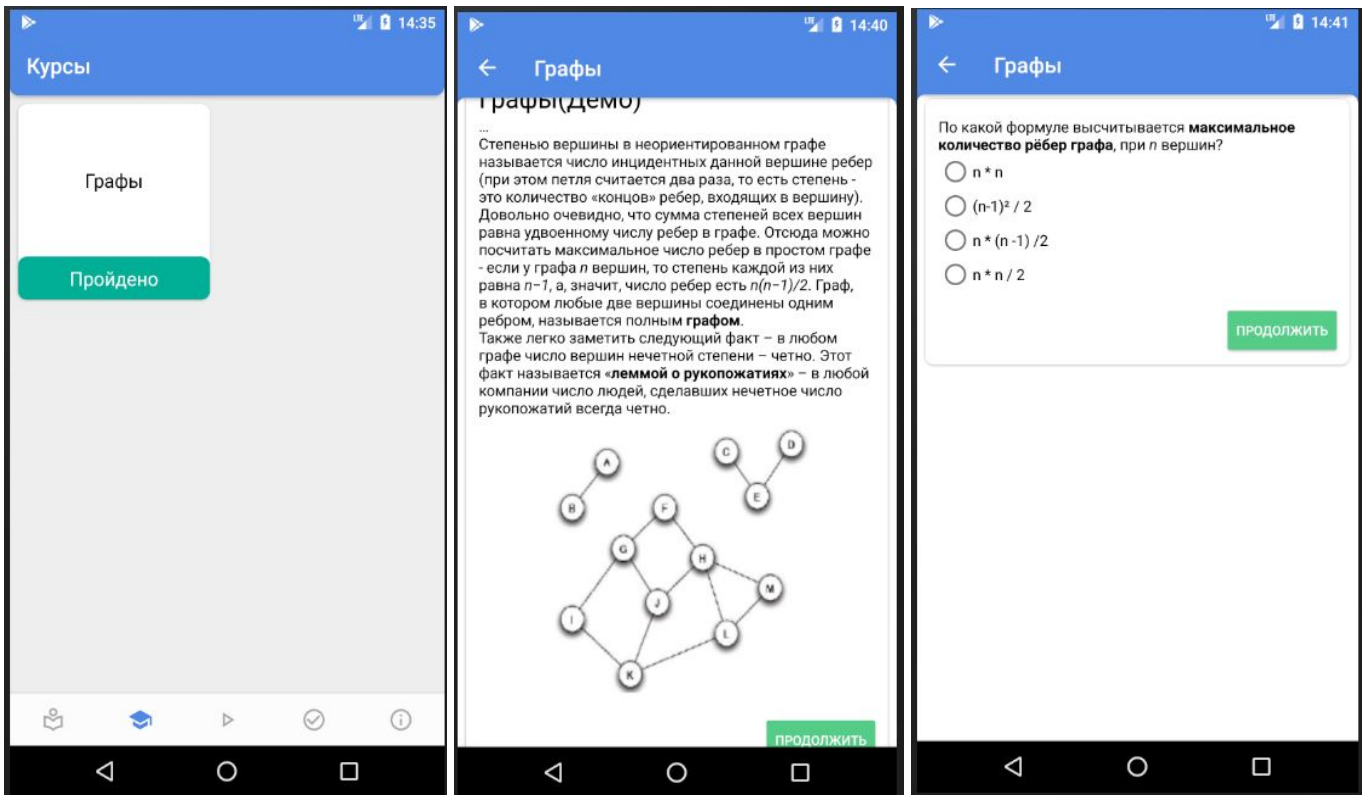 14:35
Курсы
Графы
Пройдено
14:40
Графы
Графы(Демо)
...
Степенью вершины в неориентированном графе
называется число инцидентных данной вершине ребер
(при этом петля считается два раза, то есть степень -
это количество «концов» ребер, входящих в вершину).
Довольно очевидно, что сумма степеней всех вершин
равна удвоенному числу ребер в графе. Отсюда можно
посчитать максимальное число ребер в простом графе
- если у графа n вершин, то степень каждой из них
равна n−1, а, значит, число ребер есть n(n−1)/2. Граф,
в котором любые две вершины соединены одним
ребром, называется полным графом.
Также легко заметить следующий факт – в любом
графе число вершин нечетной степени – четно. Этот
факт называется «леммой о рукопожатиях» – в любой
компании число людей, сделавших нечетное число
рукопожатий всегда четно.
A
B
C
D
E
F
G
H
I
J
M
L
K
ПРОДОЛЖИТЬ
14:41
Графы
По какой формуле высчитывается максимальное
количество рёбер графа, при n вершин?
n * n
(n-1)² / 2
n * (n -1) /2
n * n / 2
ПРОДОЛЖИТЬ